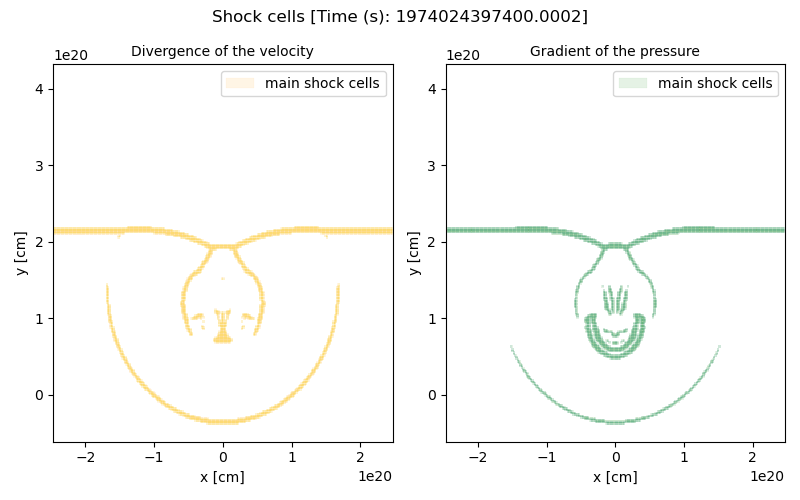 Shock cells [Time (s): 1974024397400.0002]
Divergence of the velocity
Gradient of the pressure
1e20
1e20
main shock cells
main shock cells
4
3
2
1
0
4
3
2
1
0
y [cm]
y [cm]
−2 −1 0 1 2
−2 −1 0 1 2
x [cm]
1e20
x [cm]
1e20